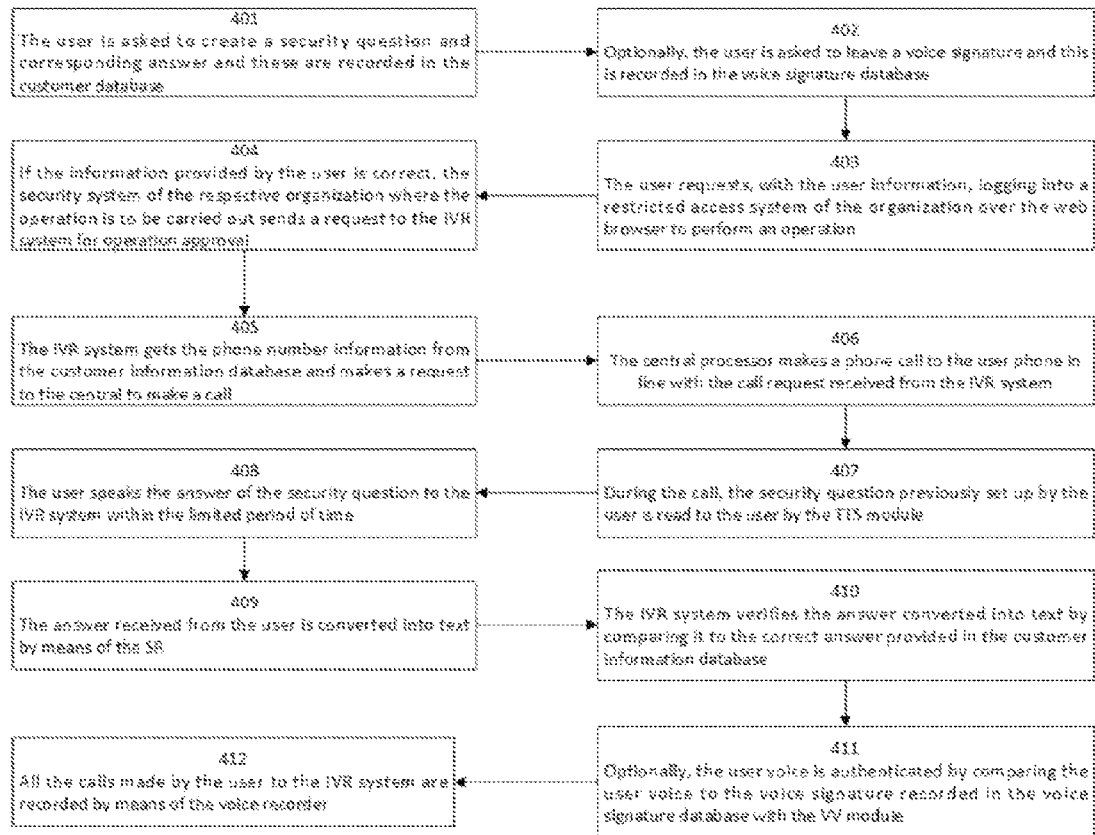 401
The user is asked to create a security question and
corresponding answer and these are recorded in the
customer database
402
Optionally, the user is asked to leave a voice signature and this
is recorded in the voice signature database
403
The user requests, with the user information, logging into a
restricted access system of the organization over the web
browser to perform an operation
404
If the information provided by the user is correct, the
security system of the respective organization where the
operation is to be carried out sends a request to the IVR
system for operation approval
405
The IVR system gets the phone number information from
the customer information database and makes a request
to the central to make a call
406
The central processor makes a phone call to the user phone in
line with the call request received from the IVR system
407
During the call, the security question previously set up by the
user is read to the user by the TTS module
408
The user speaks the answer of the security question to the
IVR system within the limited period of time
409
The answer received from the user is converted into text
by means of the SR
410
The IVR system verifies the answer converted into text by
comparing it to the correct answer provided in the customer
information database
411
Optionally, the user voice is authenticated by comparing the
user voice to the voice signature recorded in the voice
signature database with the VV module
412
All the calls made by the user to the IVR system are
recorded by means of the voice recorder